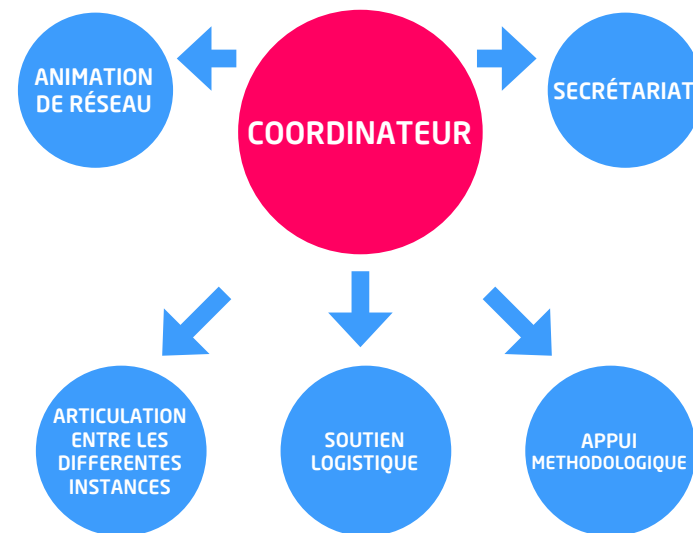 ANIMATION
DE RÉSEAU
COORDINATEUR
SECRÉTARIAT
ARTICULATION
ENTRE LES
DIFFERENTES
INSTANCES
SOUTIEN
LOGISTIQUE
APPUI
METHODOLOGIQUE